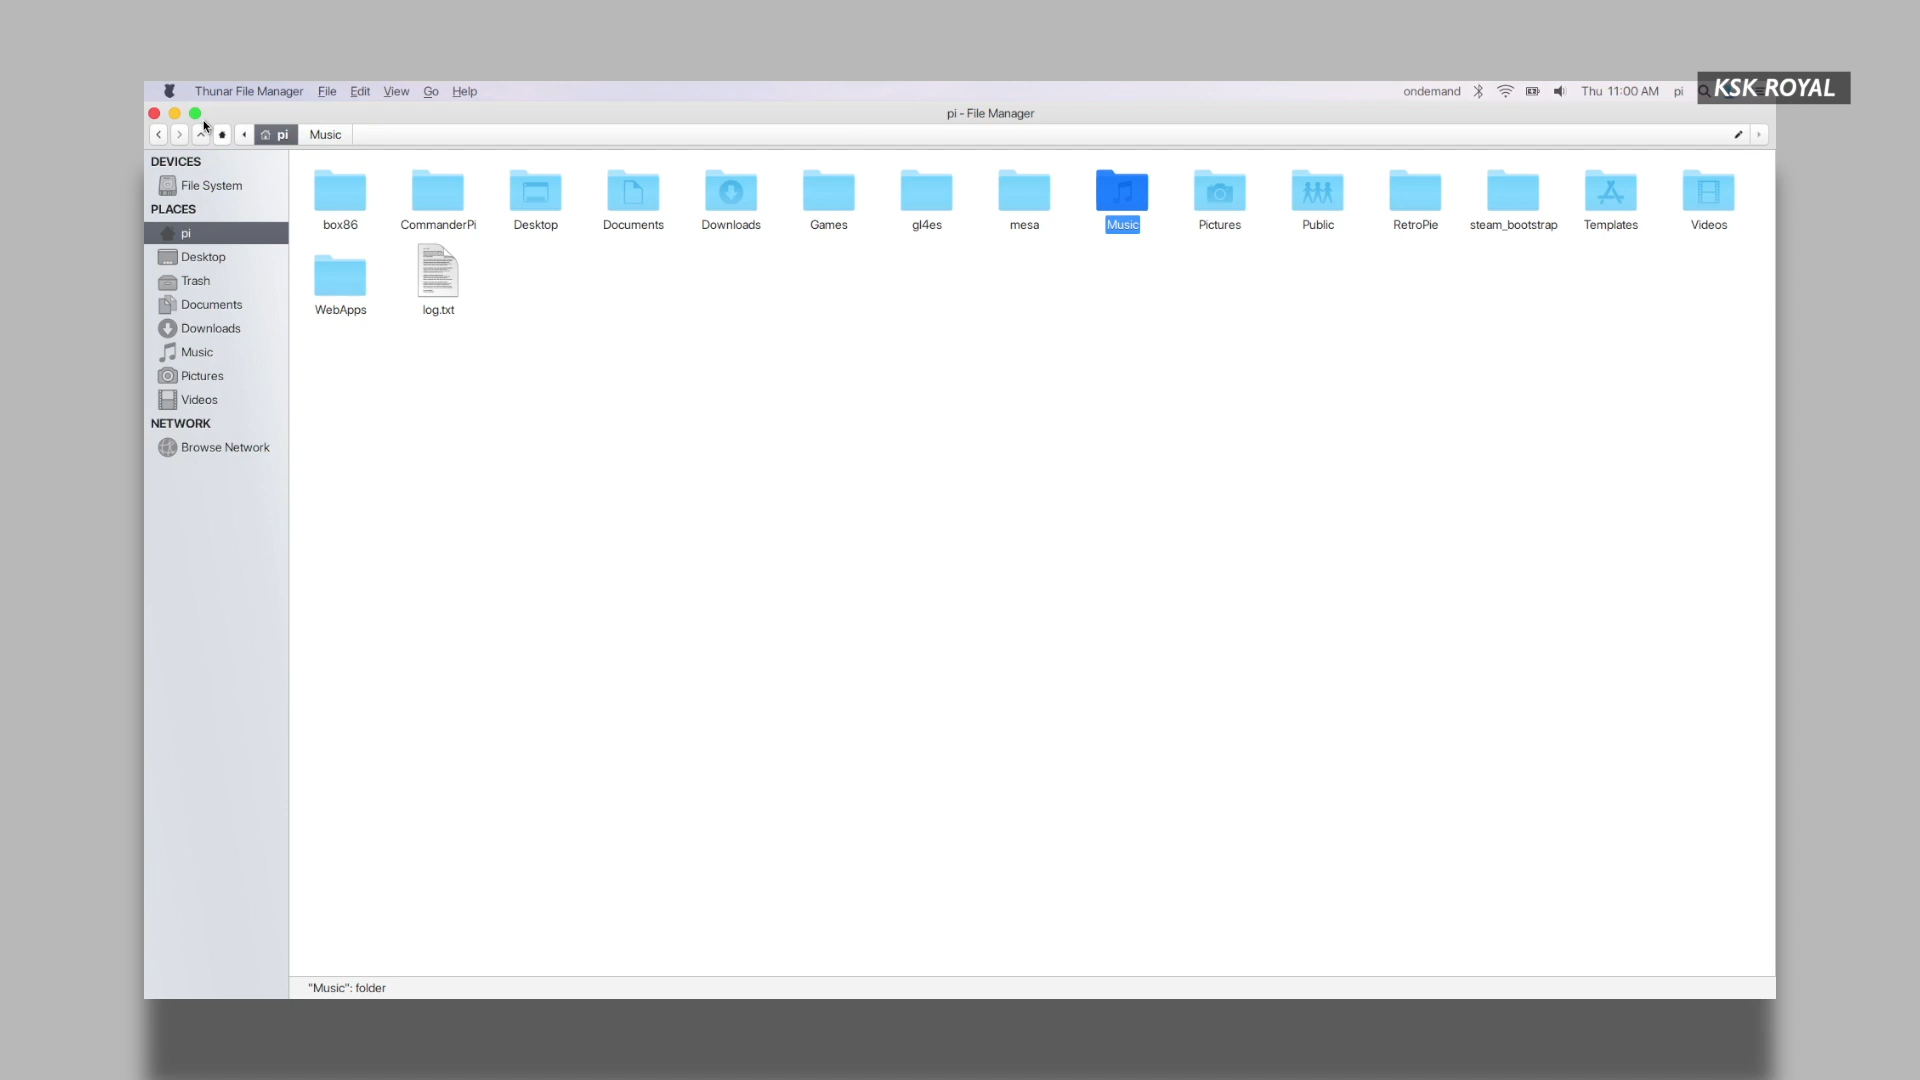 KSK ROYAL
Thunar File Manager File Edit View Go Help
ondemand Thu 11:00 AM pi
pi - File Manager
pi Music
DEVICES
File System
PLACES
pi
Desktop
Trash
Documents
Downloads
Music
Pictures
Videos
NETWORK
Browse Network
box86 CommanderPi Desktop Documents Downloads Games gl4es mesa Music Pictures Public RetroPie steam_bootstrap Templates Videos
WebApps log.txt
"Music": folder